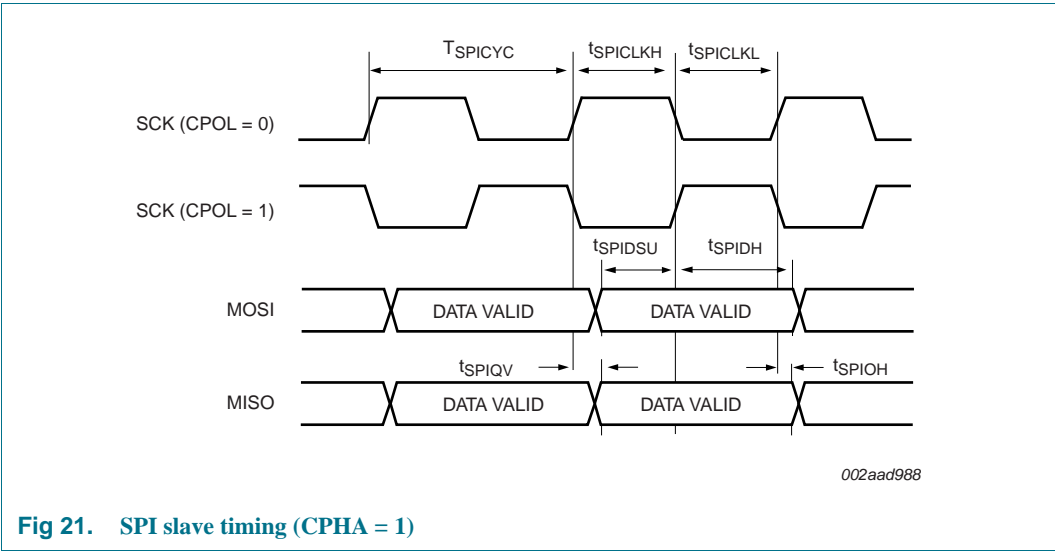 TSPICYC tSPICLKH tSPICLKL
SCK (CPOL = 0)
SCK (CPOL = 1)
tSPIDSU tSPIDH
MOSI DATA VALID DATA VALID
tSPIQV tSPIOH
MISO DATA VALID DATA VALID
002aad988
Fig 21. SPI slave timing (CPHA = 1)